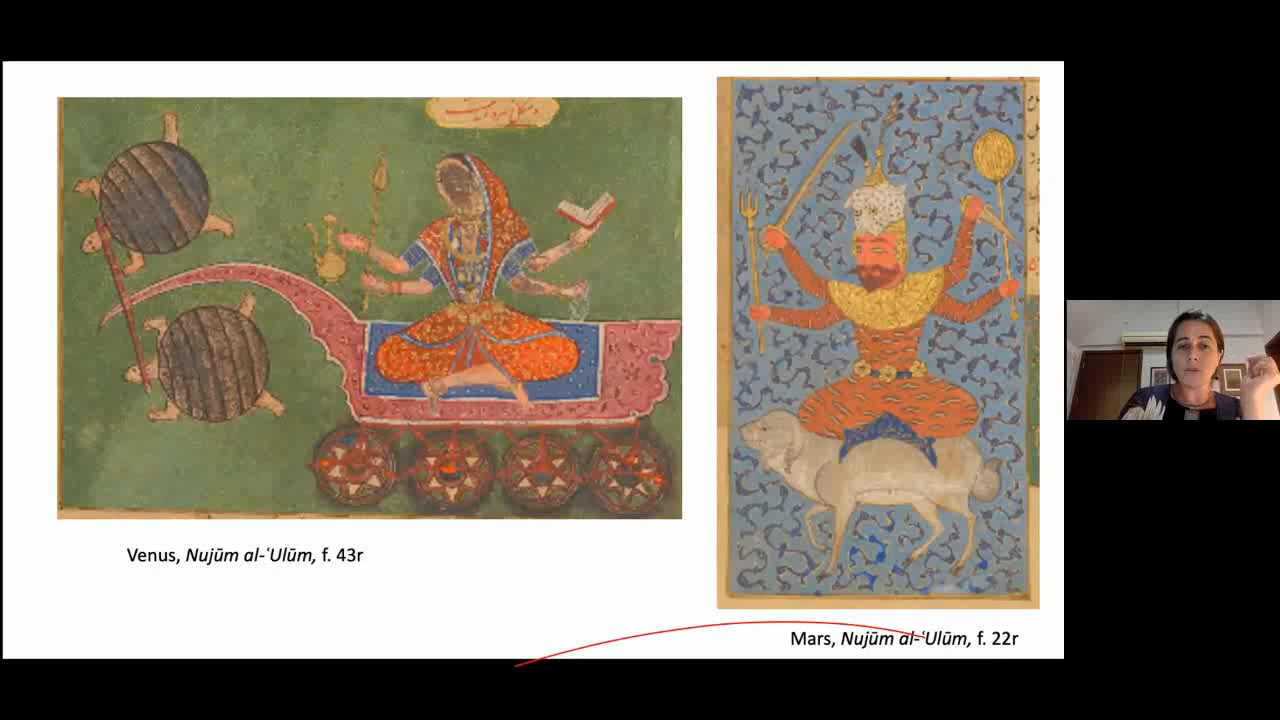 Venus, Nujūm al-ʿUlūm, f. 43r
Mars, Nujūm al-ʿUlūm, f. 22r